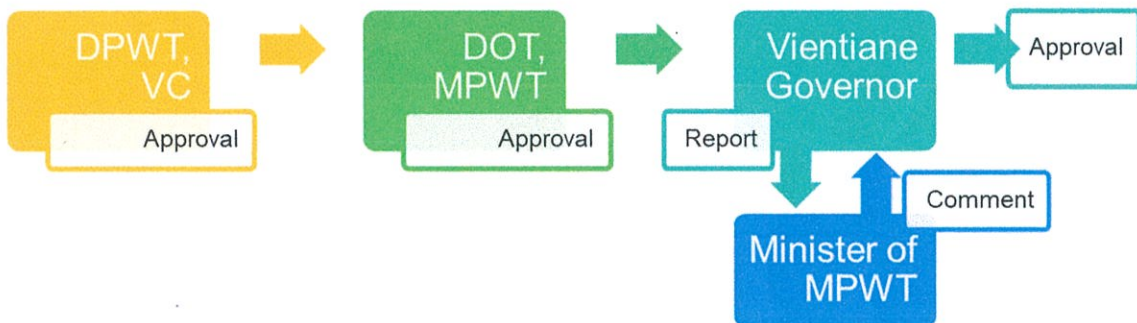 DPWT,
VC
Approval
DOT,
MPWT
Approval
Vientiane
Governor
Approval
Report
Comment
Minister of
MPWT